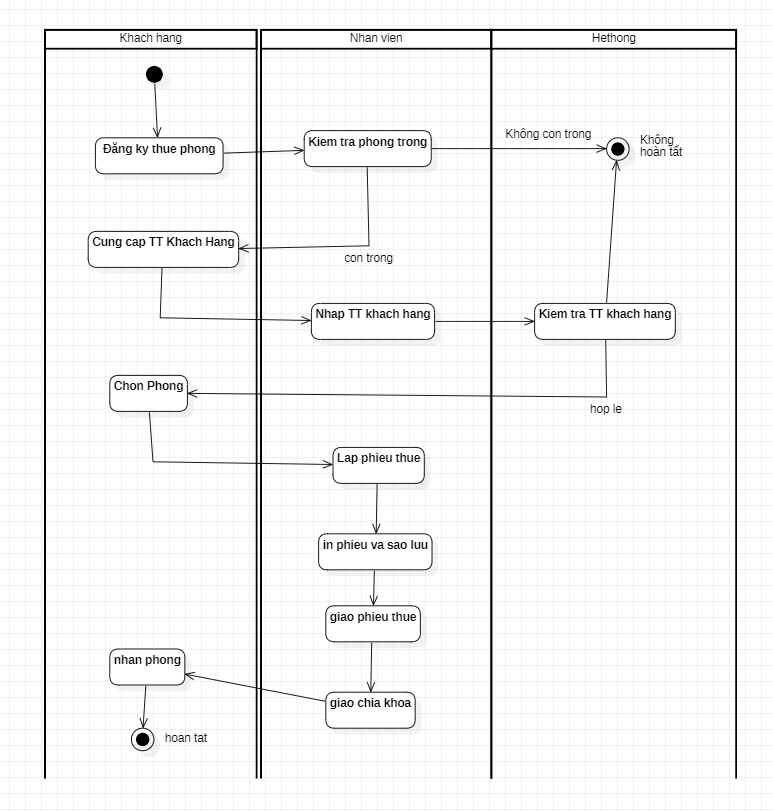 Khach hang
Nhan vien
Hethong
Đăng ky thue phong
Kiem tra phong trong
Không con trong
Không
hoàn tất
Cung cap TT Khach Hang
con trong
Nhap TT khach hang
Kiem tra TT khach hang
Chon Phong
hop le
Lap phieu thue
in phieu va sao luu
giao phieu thue
nhan phong
giao chia khoa
hoan tat